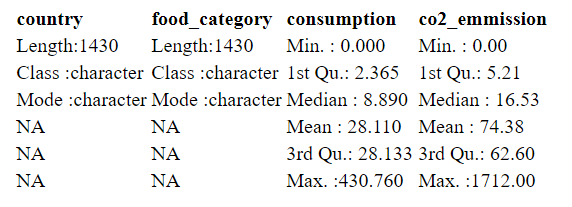 country food_category consumption co2_emmission
Length:1430 Length:1430 Min. : 0.000 Min. : 0.00
Class :character Class :character 1st Qu.: 2.365 1st Qu.: 5.21
Mode :character Mode :character Median : 8.890 Median : 16.53
NA NA Mean : 28.110 Mean : 74.38
NA NA 3rd Qu.: 28.133 3rd Qu.: 62.60
NA NA Max. :430.760 Max. :1712.00